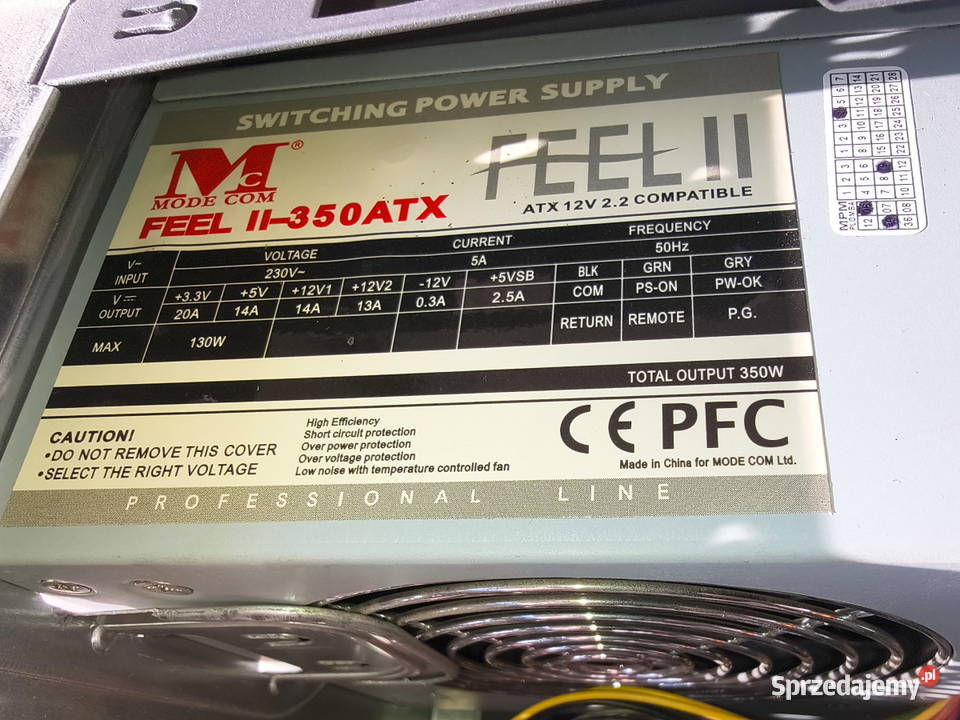 SWITCHING POWER SUPPLY
Mc®
MODE COM
FEEL II
FEEL II-350ATX
ATX 12V 2.2 COMPATIBLE
V~ INPUT VOLTAGE CURRENT FREQUENCY
230V~ 5A 50Hz
V⎓ OUTPUT +3.3V +5V +12V1 +12V2 -12V +5VSB BLK GRN GRY
20A 14A 14A 13A 0.3A 2.5A COM PS-ON PW-OK
MAX 130W RETURN REMOTE P.G.
TOTAL OUTPUT 350W
CAUTION!
•DO NOT REMOVE THIS COVER
•SELECT THE RIGHT VOLTAGE
High Efficiency
Short circuit protection
Over power protection
Over voltage protection
Low noise with temperature controlled fan
CE PFC
Made in China for MODE COM Ltd.
PROFESSIONAL LINE
Sprzedajemy.pl